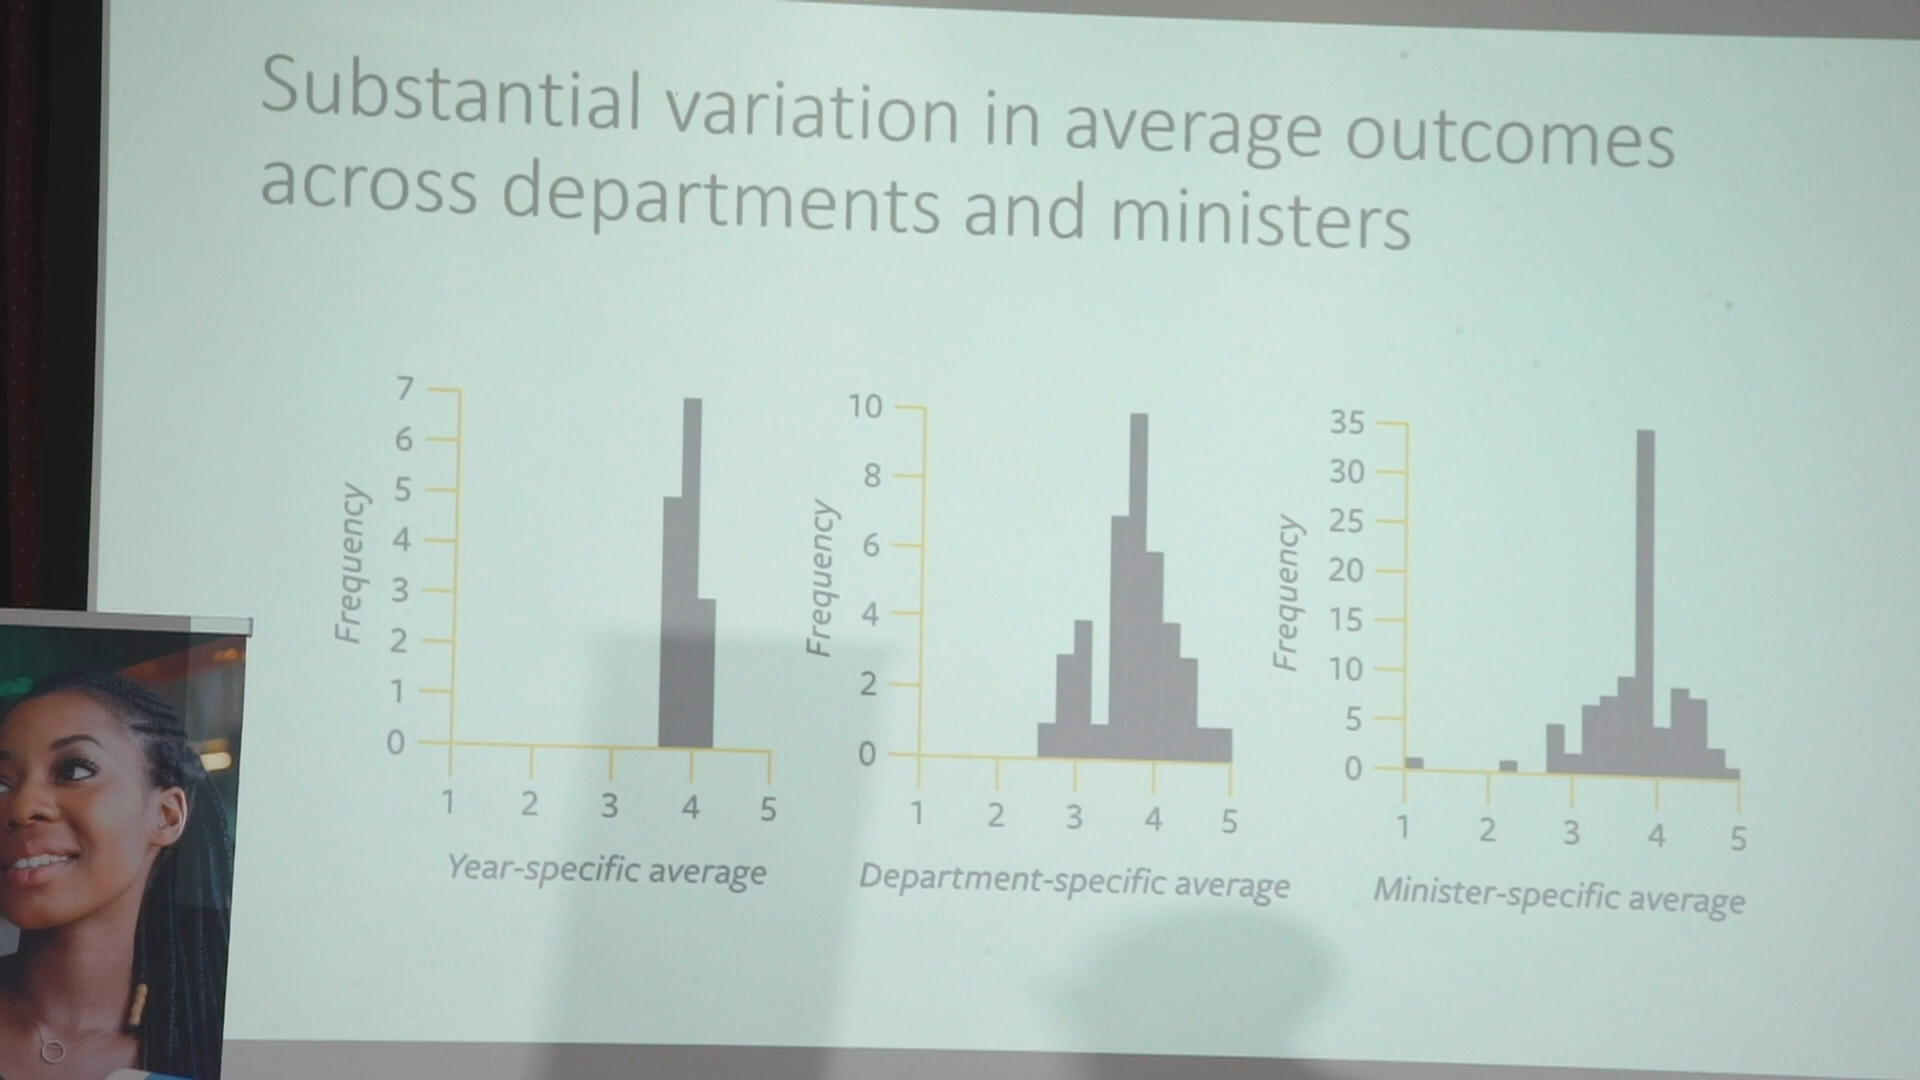 Substantial variation in average outcomes
across departments and ministers
7
6
5
4
3
2
1
0
Frequency
1 2 3 4 5
Year-specific average
10
8
6
4
2
0
Frequency
1 2 3 4 5
Department-specific average
35
30
25
20
15
10
5
0
Frequency
1 2 3 4 5
Minister-specific average